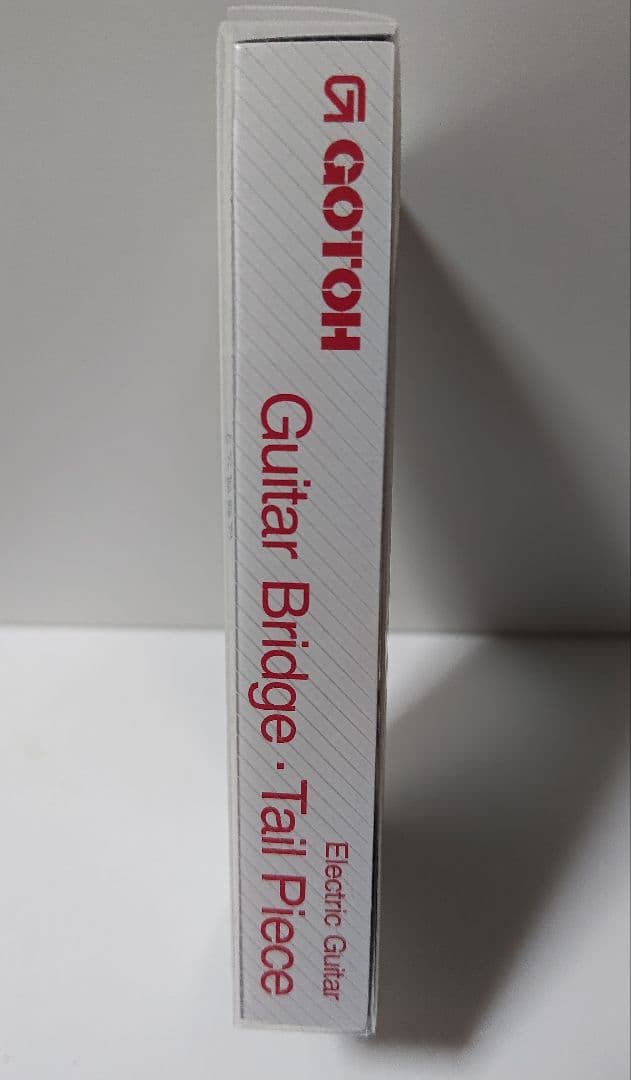 GOTOH
Electric Guitar
Guitar Bridge · Tail Piece